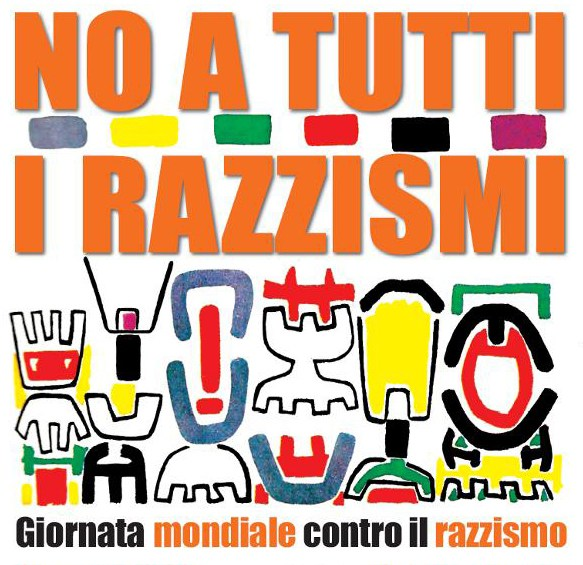 NO A TUTTI
I RAZZISMI
Giornata mondiale contro il razzismo